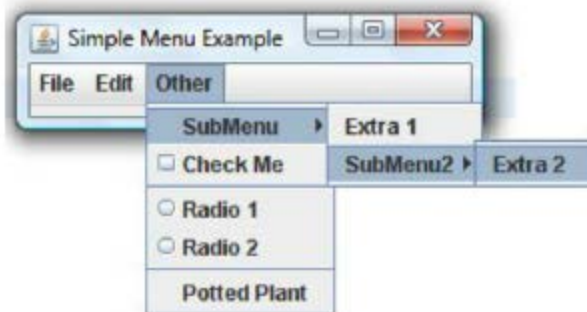 Simple Menu Example
File Edit Other
SubMenu Extra 1
Check Me SubMenu2 Extra 2
Radio 1
Radio 2
Potted Plant